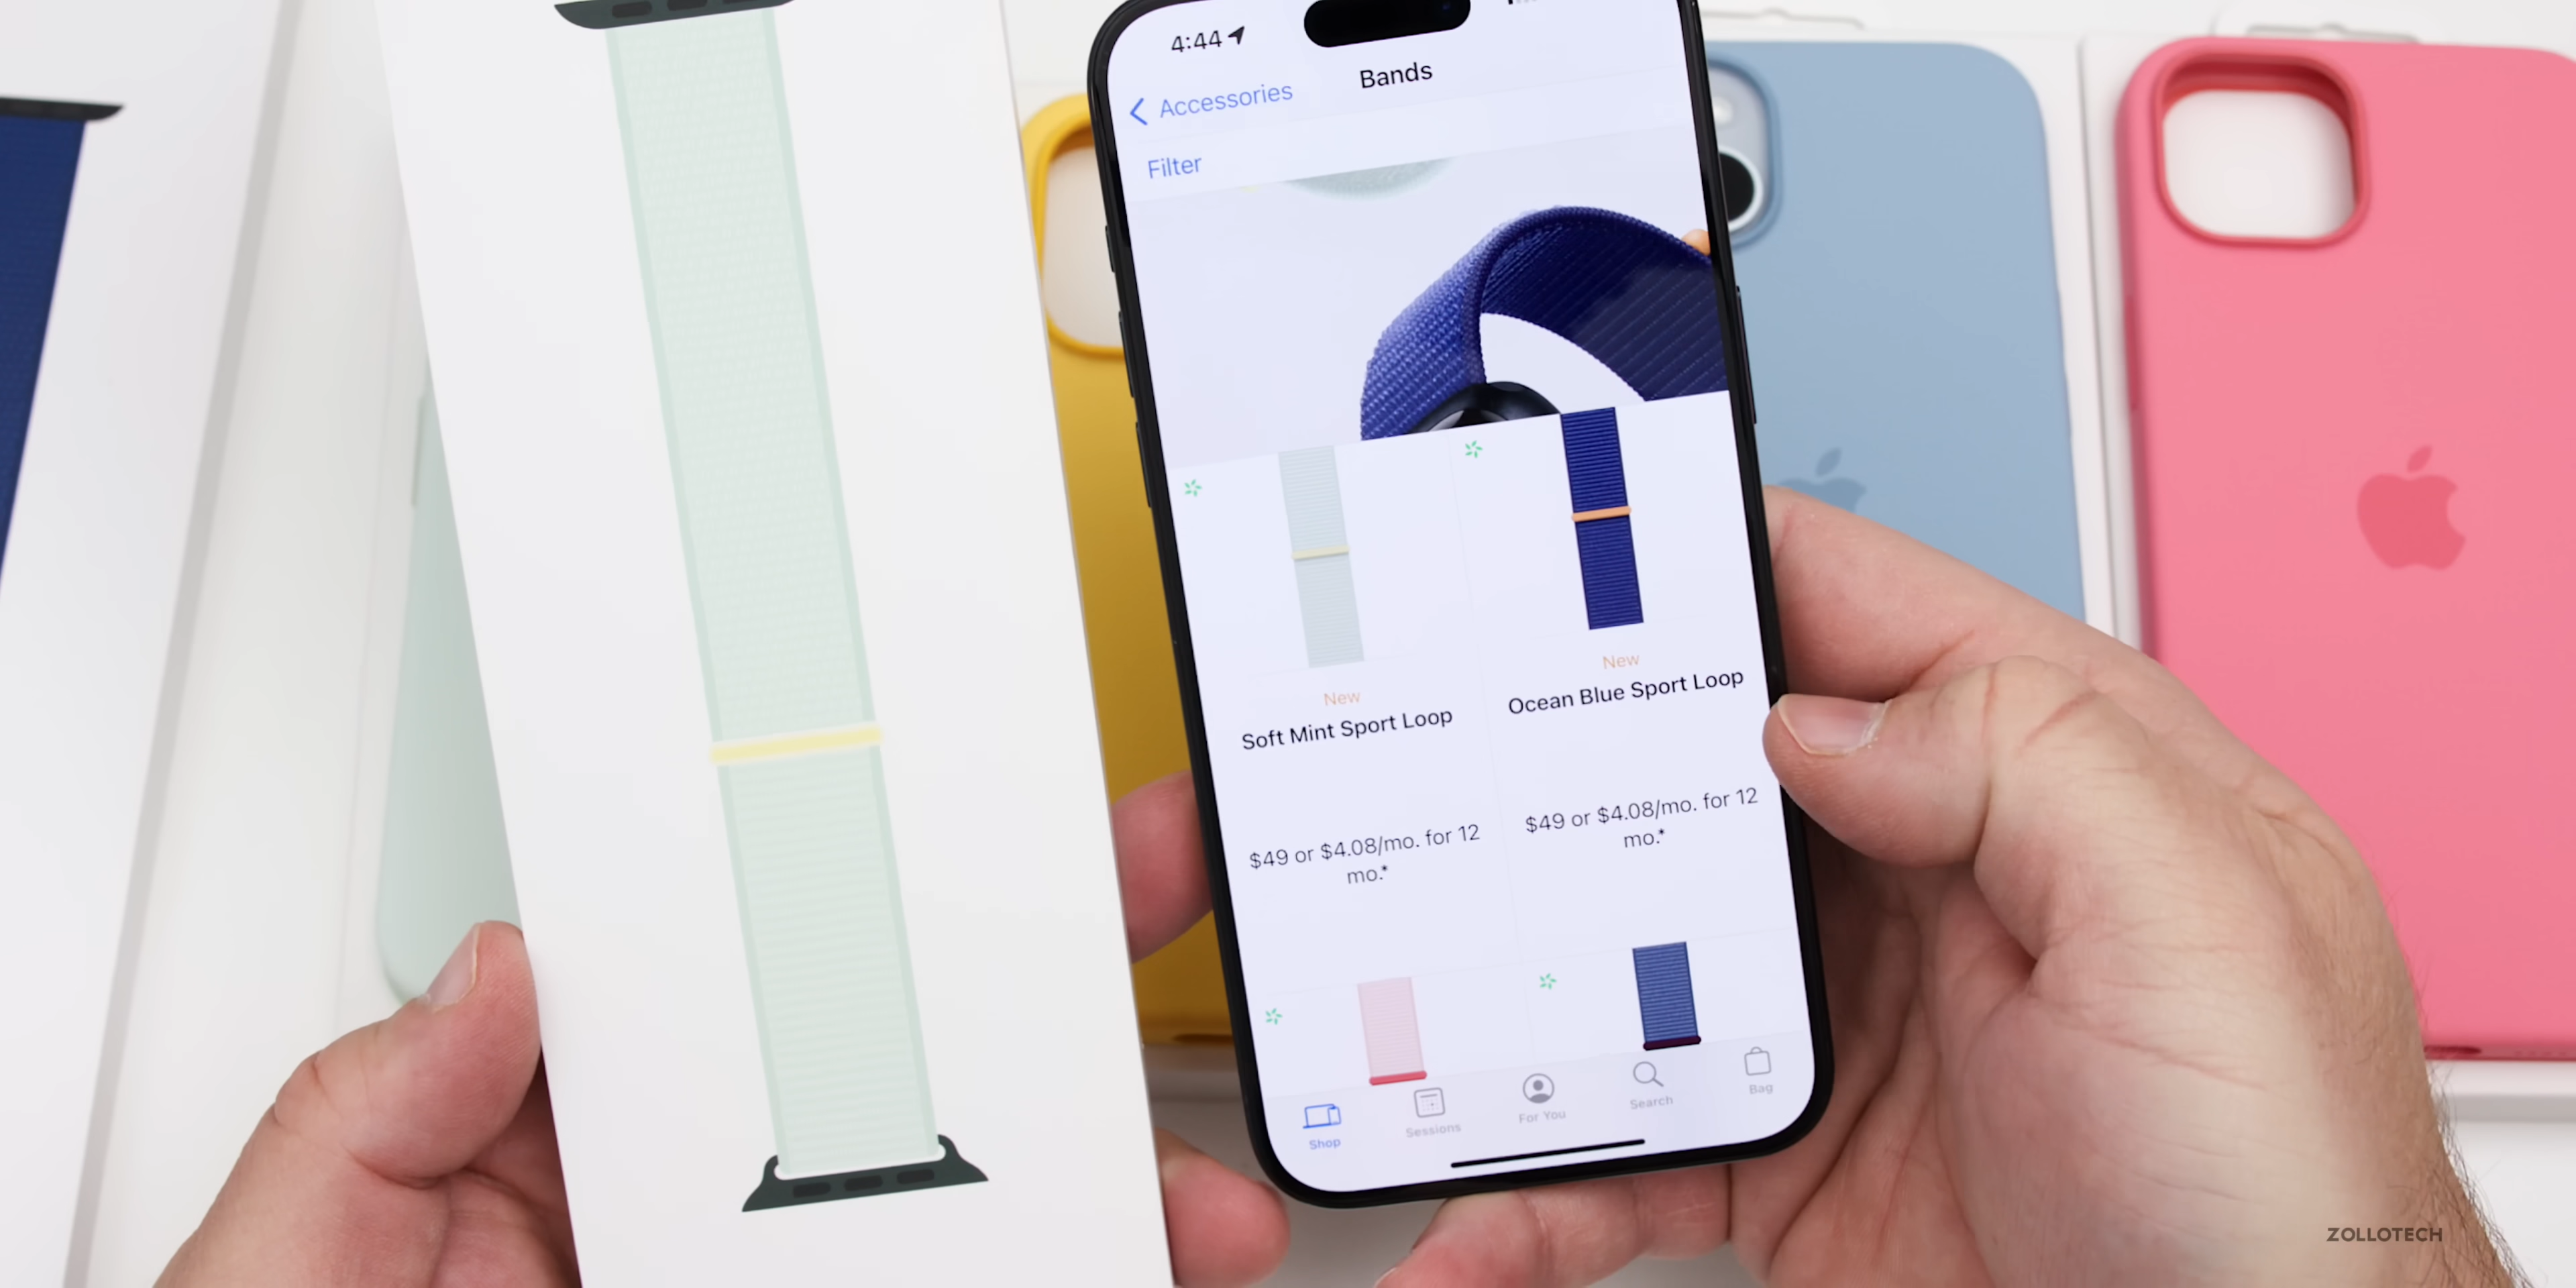 4:44
Accessories
Bands
Filter
New
Soft Mint Sport Loop
$49 or $4.08/mo. for 12
mo.*
New
Ocean Blue Sport Loop
$49 or $4.08/mo. for 12
mo.*
Shop
Sessions
For You
Search
Bag
ZOLLOTECH